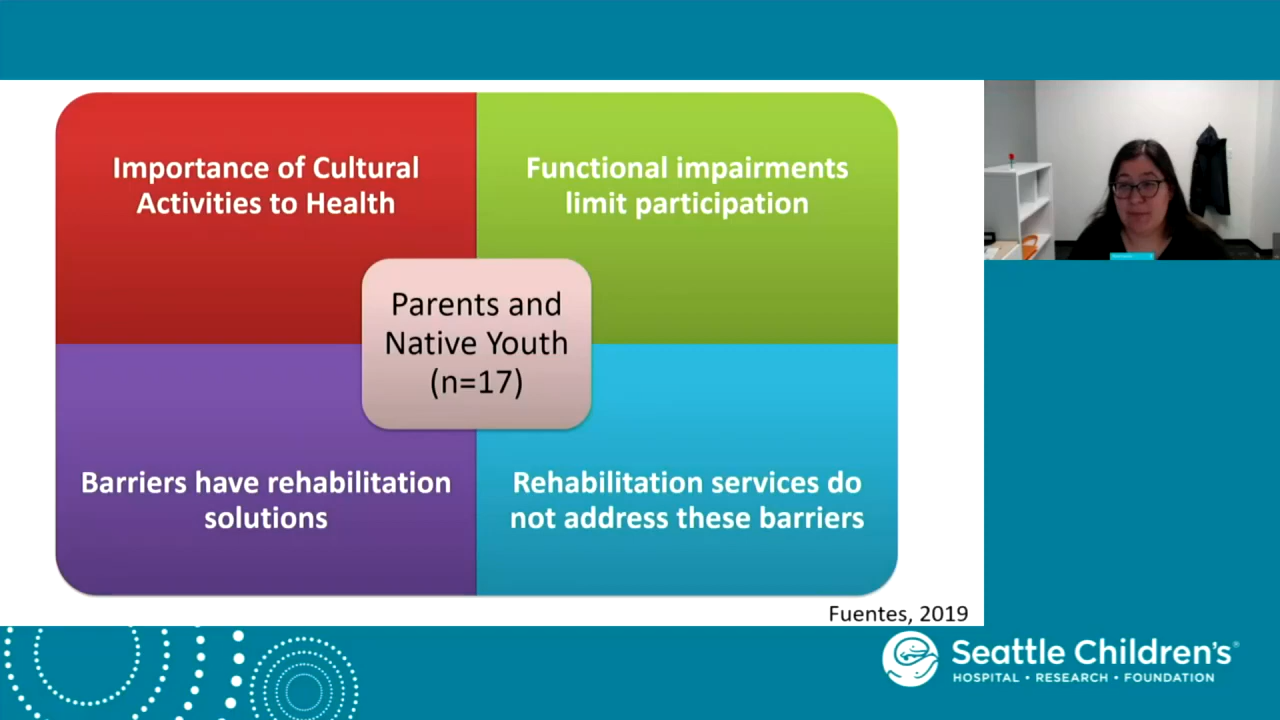 Importance of Cultural
Activities to Health
Functional impairments
limit participation
Parents and
Native Youth
(n=17)
Barriers have rehabilitation
solutions
Rehabilitation services do
not address these barriers
Fuentes, 2019
Seattle Children's®
HOSPITAL • RESEARCH • FOUNDATION